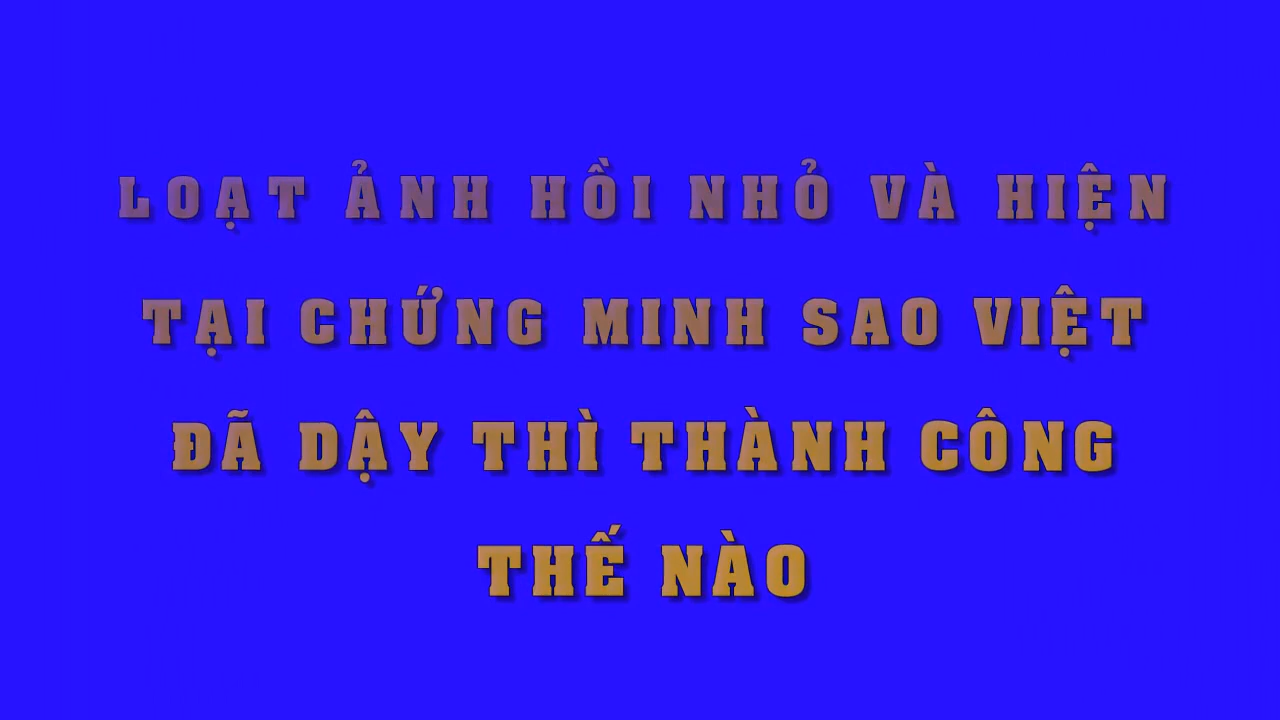 LOẠT ẢNH HỒI NHỎ VÀ HIỆN
TẠI CHỨNG MINH SAO VIỆT
ĐÃ DẬY THÌ THÀNH CÔNG
THẾ NÀO